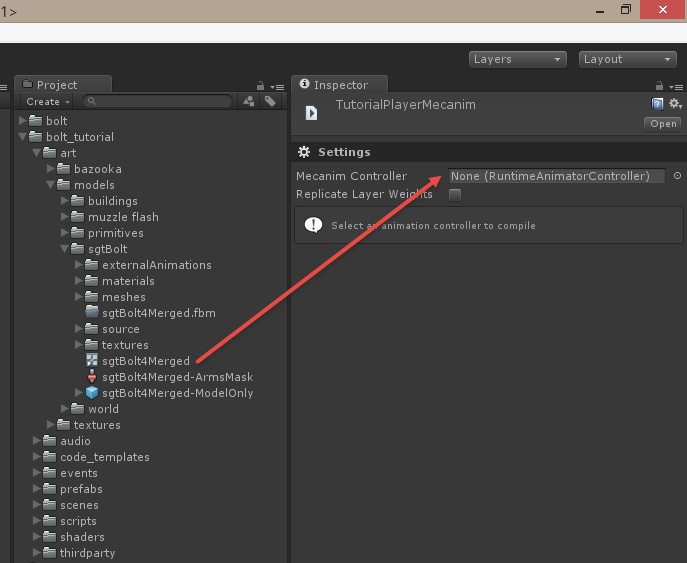 1>
Layers
Layout
Project
Create
bolt
bolt_tutorial
art
bazooka
models
buildings
muzzle flash
primitives
sgtBolt
externalAnimations
materials
meshes
sgtBolt4Merged.fbm
source
textures
sgtBolt4Merged
sgtBolt4Merged-ArmsMask
sgtBolt4Merged-ModelOnly
world
textures
audio
code_templates
events
prefabs
scenes
scripts
shaders
thirdparty
Inspector
TutorialPlayerMecanim
Open
Settings
Mecanim Controller None (RuntimeAnimatorController)
Replicate Layer Weights
Select an animation controller to compile